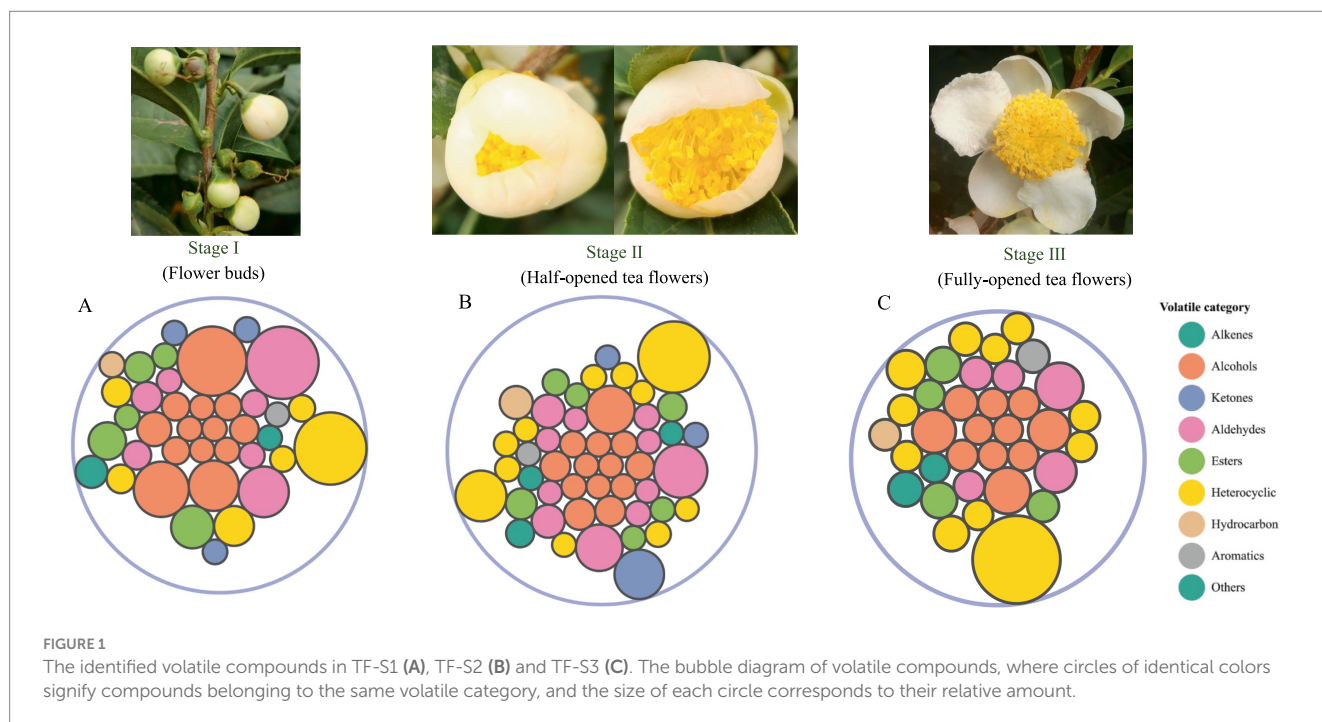 Stage I
(Flower buds)
Stage II
(Half-opened tea flowers)
Stage III
(Fully-opened tea flowers)
A
B
C
Volatile category
Alkenes
Alcohols
Ketones
Aldehydes
Esters
Heterocyclic
Hydrocarbon
Aromatics
Others
FIGURE 1
The identified volatile compounds in TF-S1 (A), TF-S2 (B) and TF-S3 (C). The bubble diagram of volatile compounds, where circles of identical colors
signify compounds belonging to the same volatile category, and the size of each circle corresponds to their relative amount.